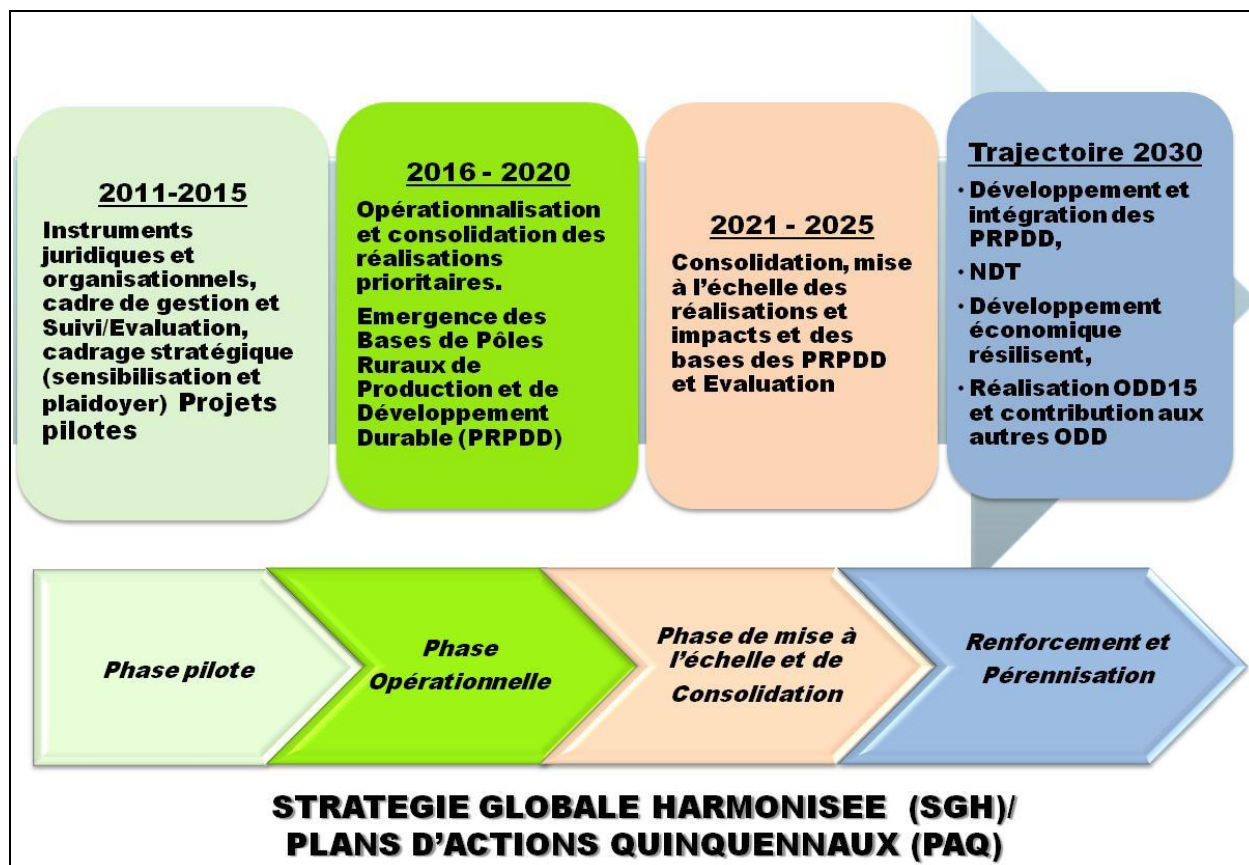 2011-2015
Instruments
juridiques et
organisationnels,
cadre de gestion et
Suivi/Evaluation,
cadrage stratégique
(sensibilisation et
plaidoyer) Projets
pilotes
2016 - 2020
Opérationnalisation
et consolidation des
réalisations
prioritaires.
Emergence des
Bases de Pôles
Ruraux de
Production et de
Développement
Durable (PRPDD)
2021 - 2025
Consolidation, mise
à l'échelle des
réalisations et
impacts et des
bases des PRPDD
et Evaluation
Trajectoire 2030
· Développement et
intégration des
PRPDD,
· NDT
· Développement
économique
résilisent,
· Réalisation ODD15
et contribution aux
autres ODD
Phase pilote
Phase
Opérationnelle
Phase de mise à
l'échelle et de
Consolidation
Renforcement et
Pérennisation
STRATEGIE GLOBALE HARMONISEE (SGH)/
PLANS D'ACTIONS QUINQUENNAUX (PAQ)